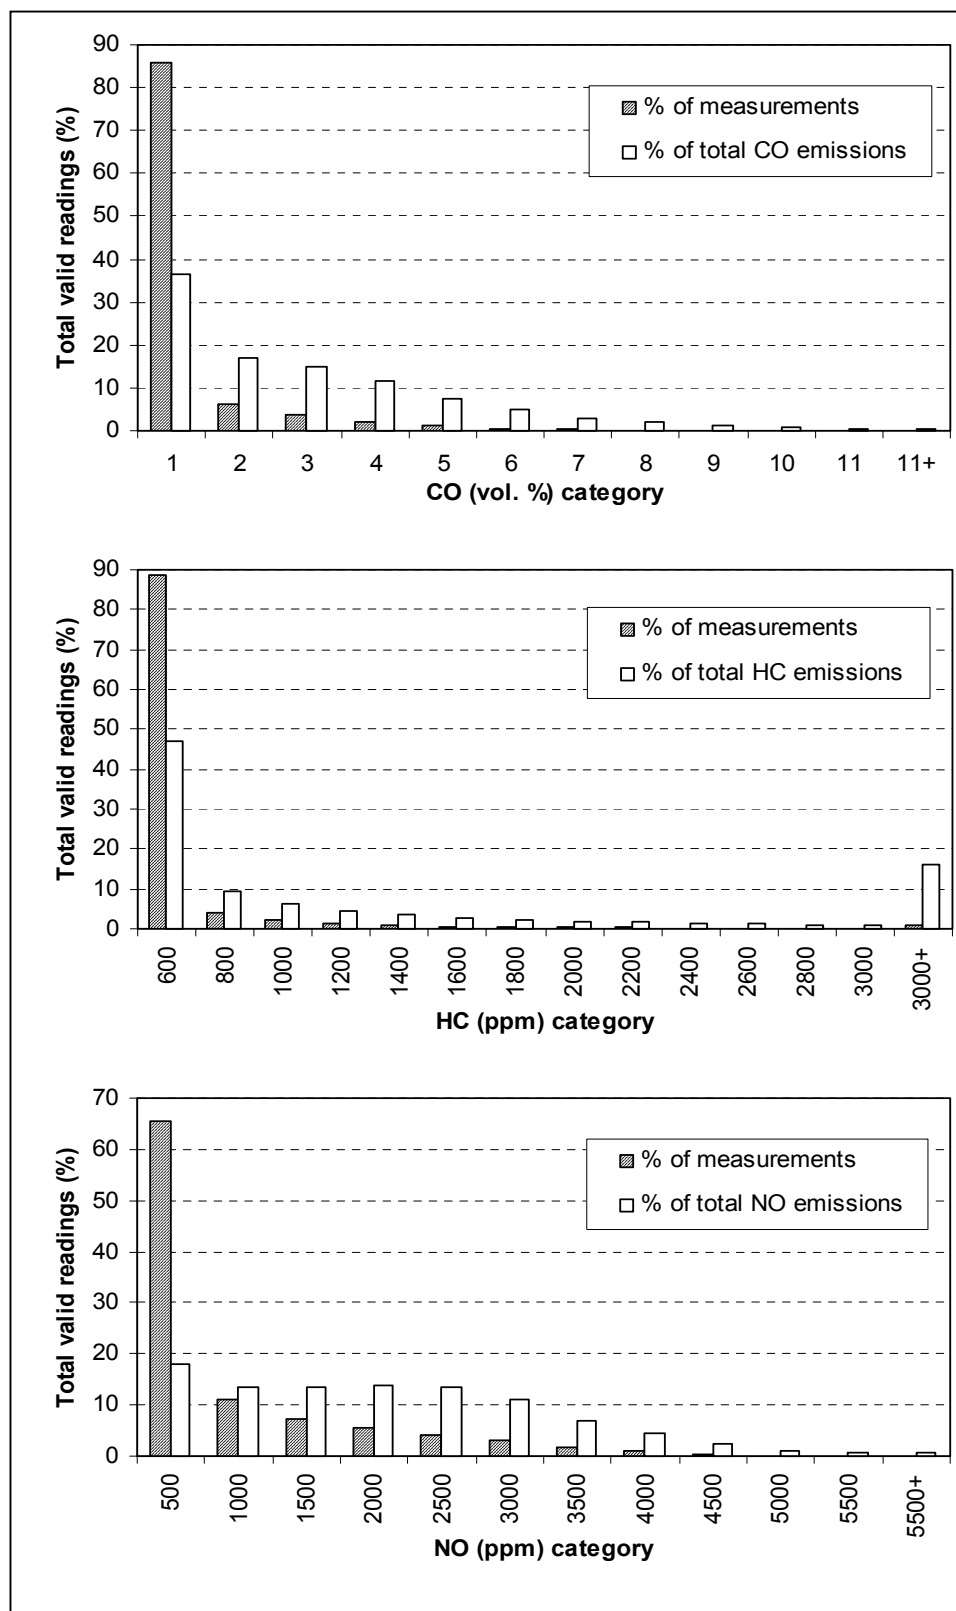 90
80
70
60
50
40
30
20
10
0
Total valid readings (%)
% of measurements
% of total CO emissions
1 2 3 4 5 6 7 8 9 10 11 11+
CO (vol. %) category
90
80
70
60
50
40
30
20
10
0
Total valid readings (%)
% of measurements
% of total HC emissions
600 800 1000 1200 1400 1600 1800 2000 2200 2400 2600 2800 3000 3000+
HC (ppm) category
70
60
50
40
30
20
10
0
Total valid readings (%)
% of measurements
% of total NO emissions
500 1000 1500 2000 2500 3000 3500 4000 4500 5000 5500 5500+
NO (ppm) category